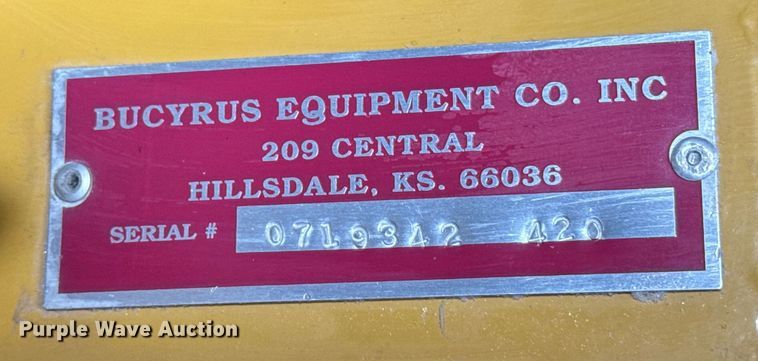 BUCYRUS EQUIPMENT CO. INC
209 CENTRAL
HILLSDALE, KS. 66036
SERIAL # 0719342 420
Purple Wave Auction